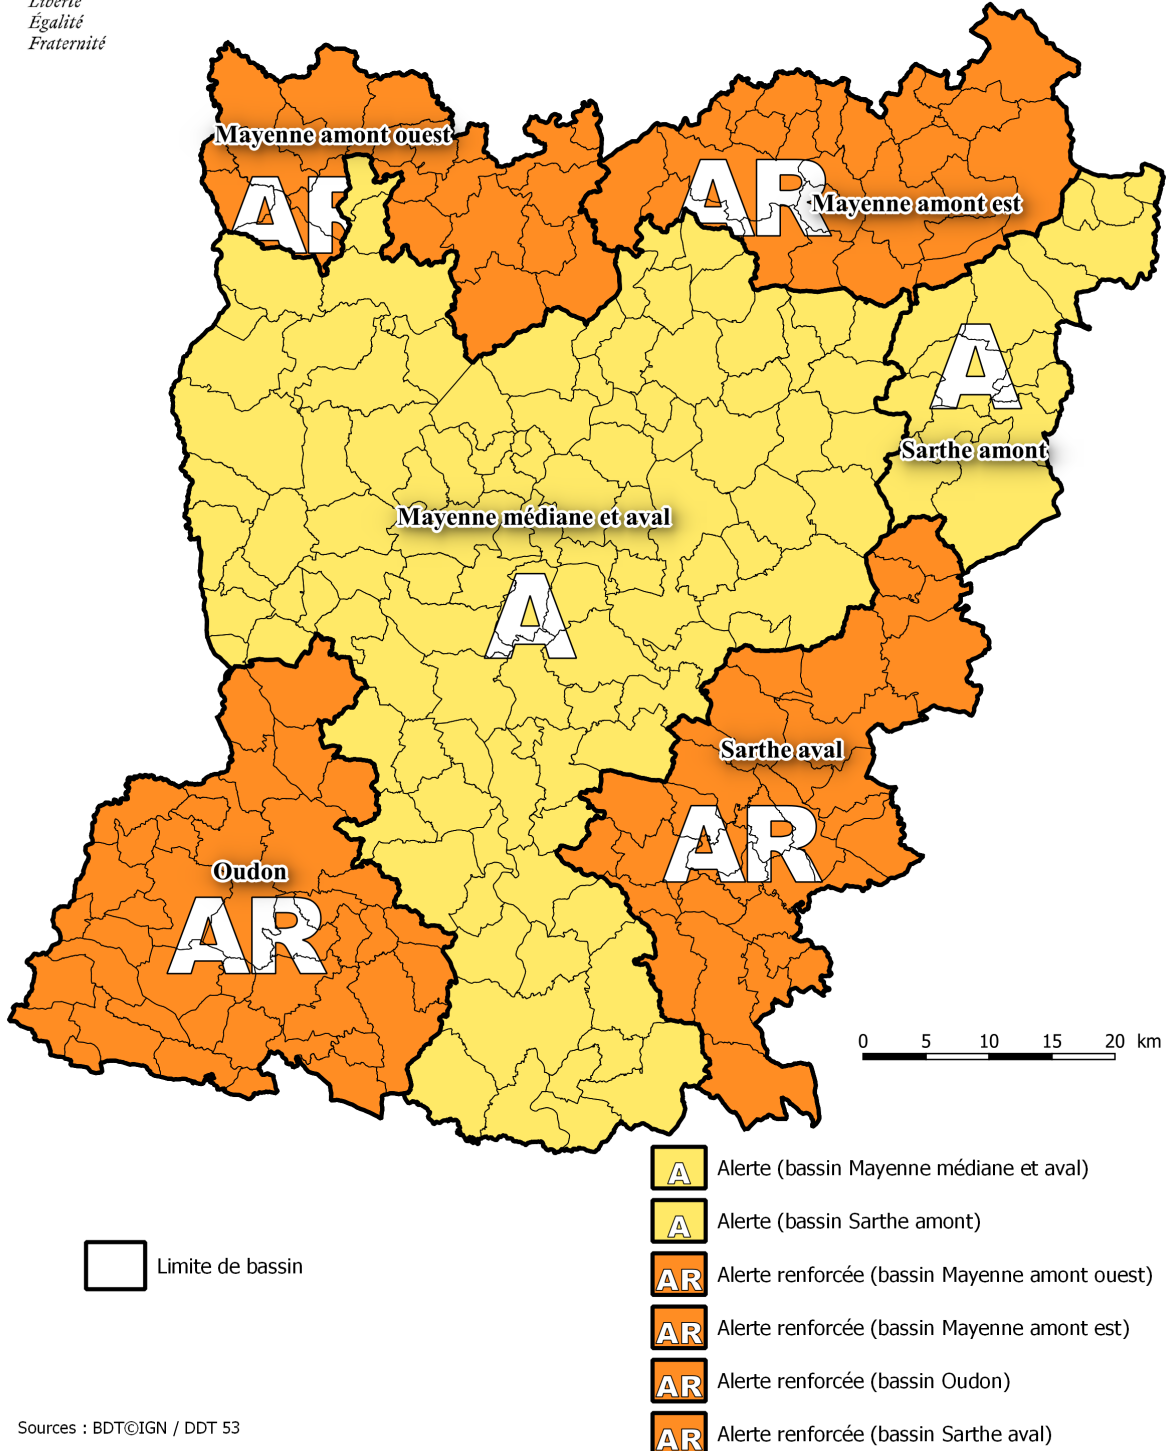 Liberté
Égalité
Fraternité
Mayenne amont ouest
AR
AR
Mayenne amont est
A
Sarthe amont
Mayenne médiane et aval
A
Sarthe aval
AR
Oudon
AR
0 5 10 15 20 km
A Alerte (bassin Mayenne médiane et aval)
A Alerte (bassin Sarthe amont)
AR Alerte renforcée (bassin Mayenne amont ouest)
Limite de bassin
AR Alerte renforcée (bassin Mayenne amont est)
AR Alerte renforcée (bassin Oudon)
AR Alerte renforcée (bassin Sarthe aval)
Sources : BDT©IGN / DDT 53